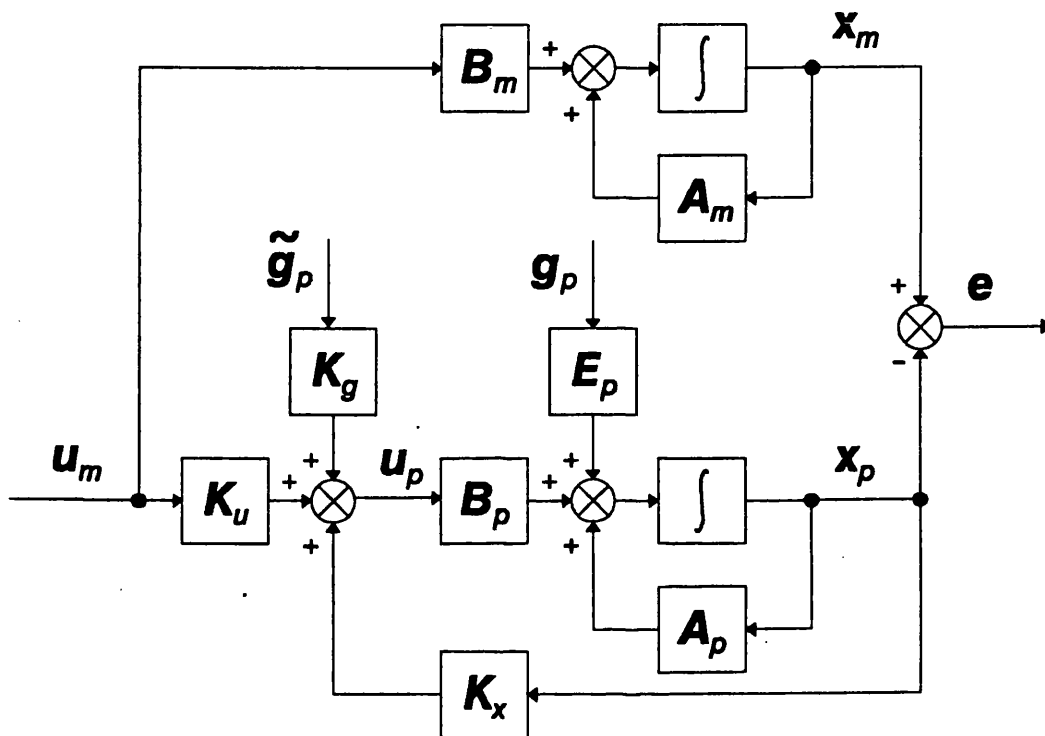 x_m
B_m
+
∫
+
A_m
g̃_p
g_p
+
e
K_g
E_p
-
u_m
+
u_p
+
x_p
K_u
+
B_p
+
∫
+
+
A_p
K_x